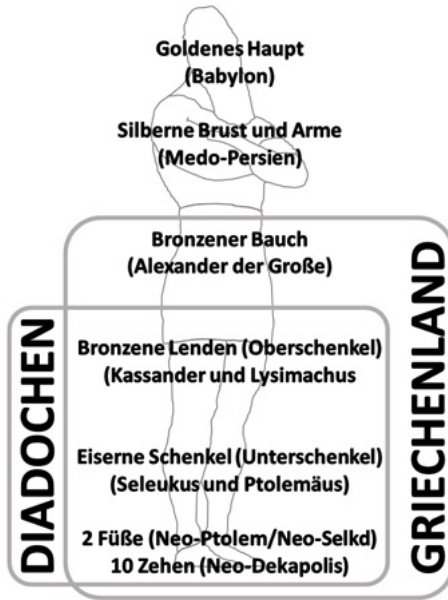 Goldenes Haupt
(Babylon)
Silberne Brust und Arme
(Medo-Persien)
Bronzener Bauch
(Alexander der Große)
Bronzene Lenden (Oberschenkel)
(Kassander und Lysimachus
Eiserne Schenkel (Unterschenkel)
(Seleukus und Ptolemäus)
2 Füße (Neo-Ptolem/Neo-Selkd)
10 Zehen (Neo-Dekapolis)
DIADOCHEN
GRIECHENLAND